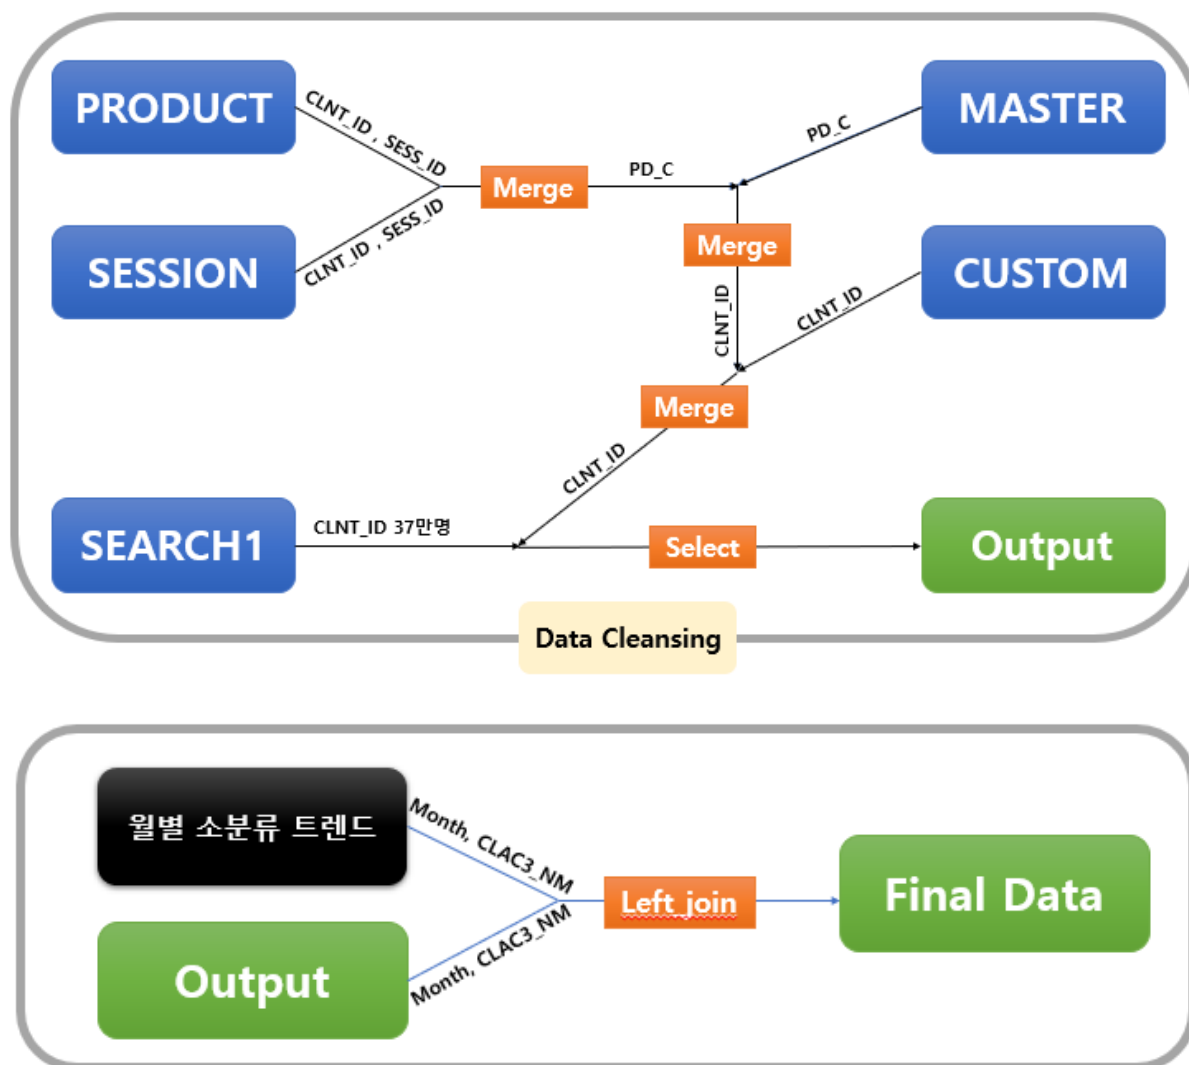 PRODUCT
CLNT_ID , SESS_ID
MASTER
PD_C
Merge
PD_C
SESSION
CLNT_ID , SESS_ID
Merge
CUSTOM
CLNT_ID
CLNT_ID
Merge
CLNT_ID
SEARCH1
CLNT_ID 37만명
Select
Output
Data Cleansing
월별 소분류 트렌드
Month, CLAC3_NM
Left_join
Final Data
Output
Month, CLAC3_NM